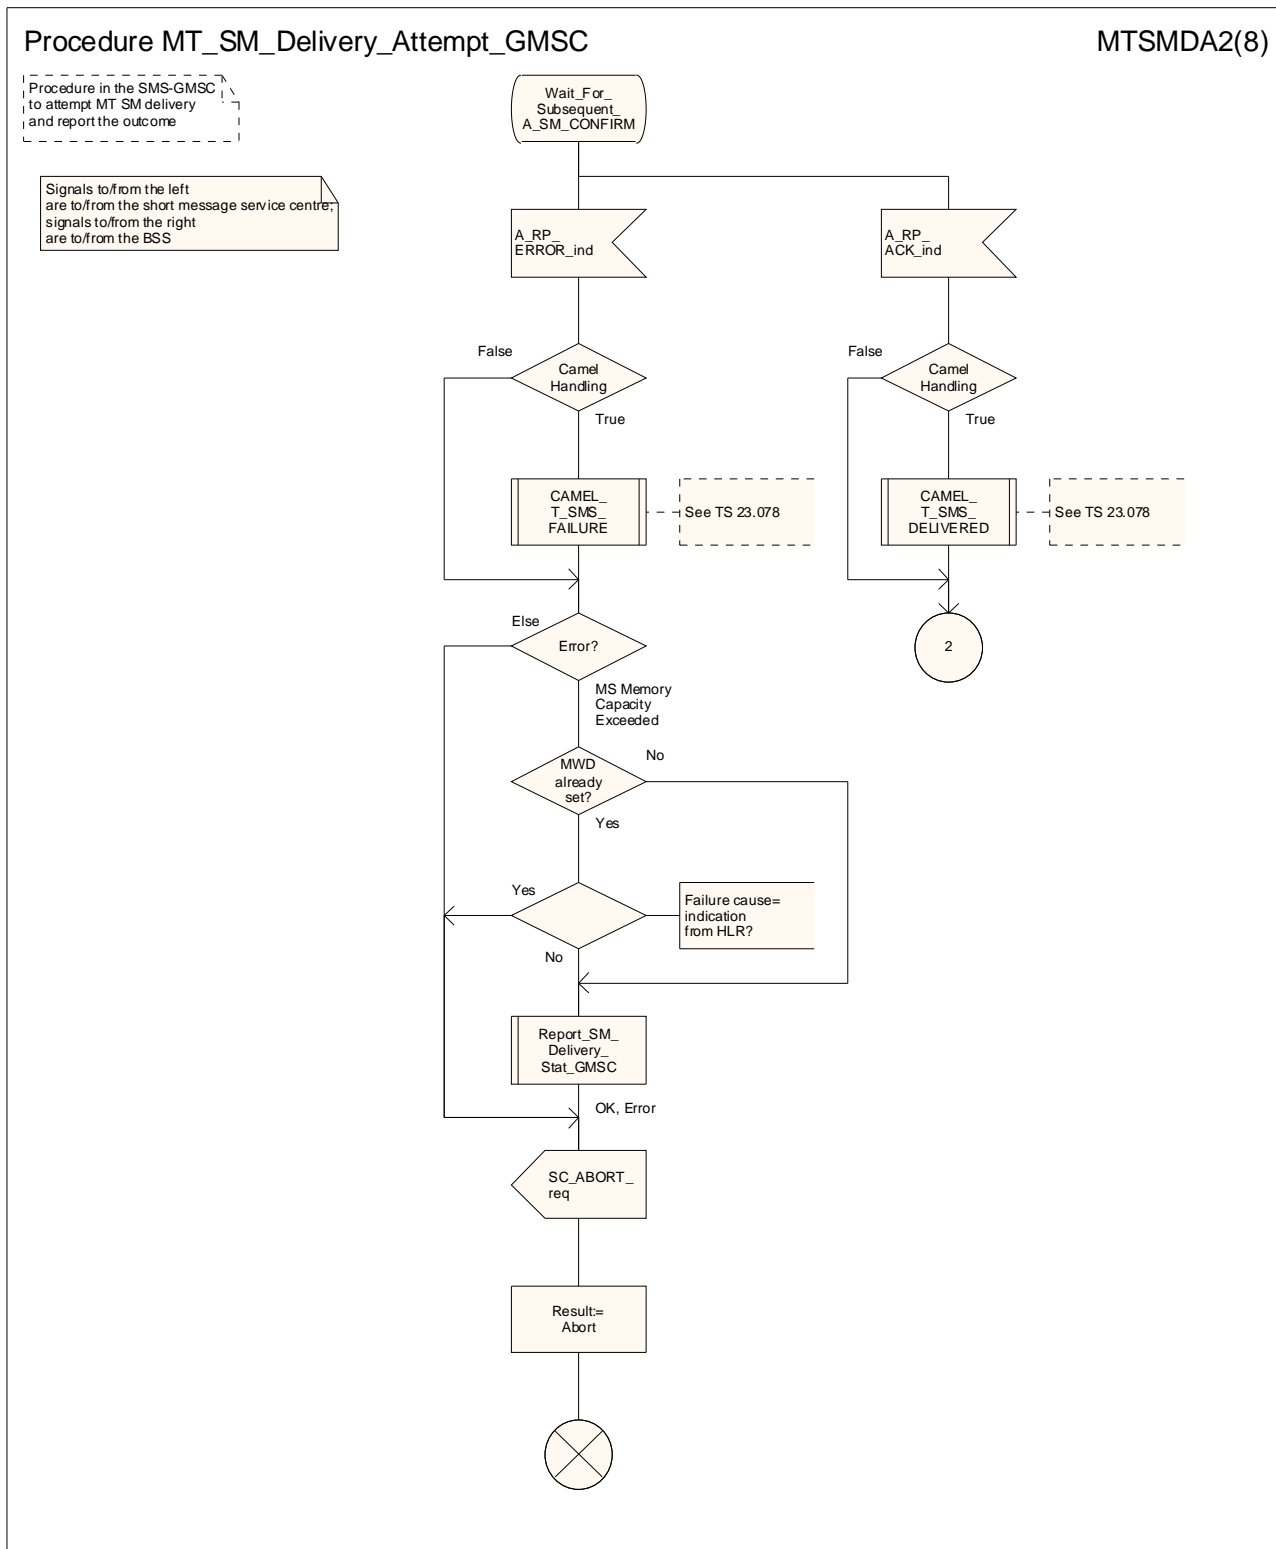 Procedure MT_SM_Delivery_Attempt_GMSC
MTSMDA2(8)
Procedure in the SMS-GMSC
to attempt MT SM delivery
and report the outcome
Signals to/from the left
are to/from the short message service centre;
signals to/from the right
are to/from the BSS
Wait_For_
Subsequent_
A_SM_CONFIRM
A_RP_
ERROR_ind
A_RP_
ACK_ind
False
Camel
Handling
True
False
Camel
Handling
True
CAMEL_
T_SMS_
FAILURE
See TS 23.078
CAMEL_
T_SMS_
DELIVERED
See TS 23.078
Else
Error?
2
MS Memory
Capacity
Exceeded
No
MWD
already
set?
Yes
Yes
Failure cause=
indication
from HLR?
No
Report_SM_
Delivery_
Stat_GMSC
OK, Error
SC_ABORT_
req
Result:=
Abort